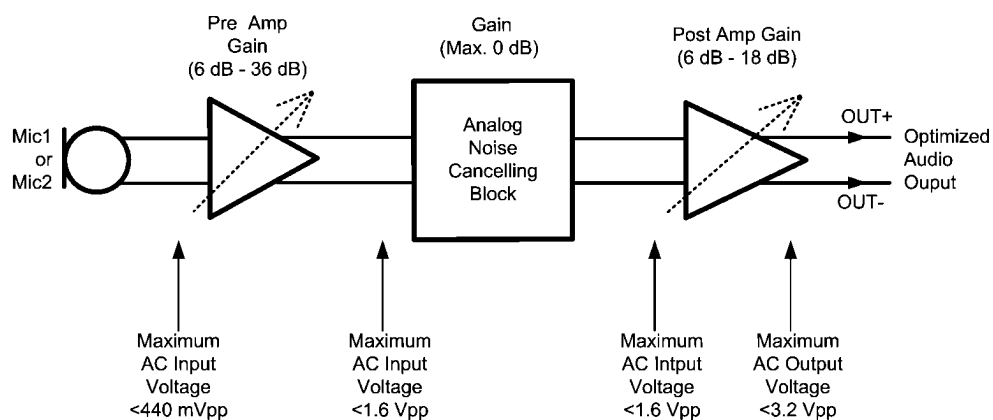 Pre Amp
Gain
(6 dB - 36 dB)
Gain
(Max. 0 dB)
Post Amp Gain
(6 dB - 18 dB)
Mic1
or
Mic2
Analog
Noise
Cancelling
Block
OUT+
OUT-
Optimized
Audio
Ouput
Maximum
AC Input
Voltage
<440 mVpp
Maximum
AC Input
Voltage
<1.6 Vpp
Maximum
AC Intput
Voltage
<1.6 Vpp
Maximum
AC Output
Voltage
<3.2 Vpp